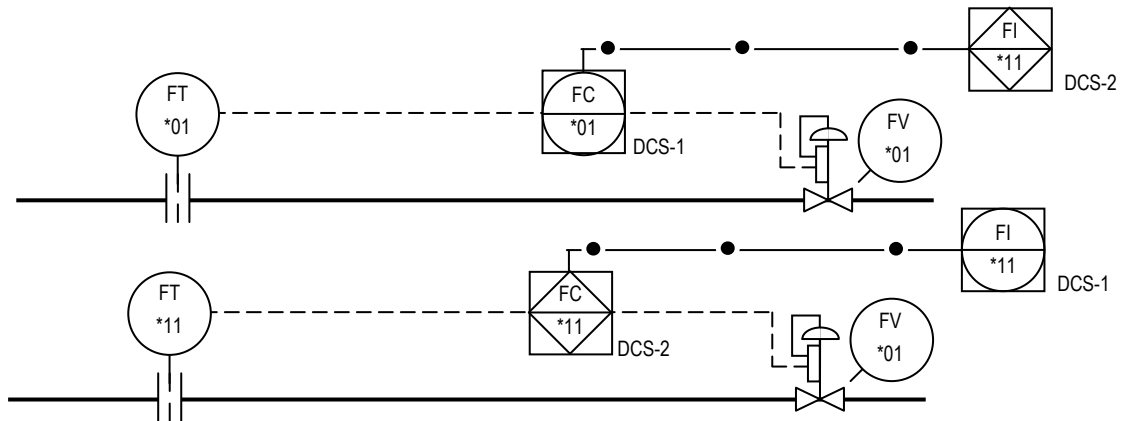 FI
*11
DCS-2
FT
*01
FC
*01
DCS-1
FV
*01
FI
*11
DCS-1
FT
*11
FC
*11
DCS-2
FV
*01